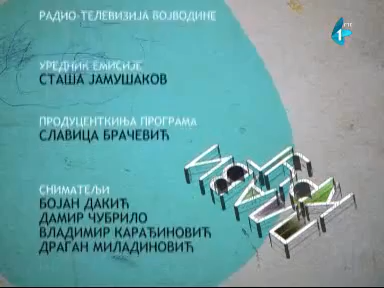 РАДИО-ТЕЛЕВИЗИЈА ВОЈВОДИНЕ
УРЕДНИК ЕМИСИЈЕ
СТАША ЈАМУШАКОВ
ПРОДУЦЕНТКИЊА ПРОГРАМА
СЛАВИЦА БРАЧЕВИЋ
СНИМАТЕЉИ
БОЈАН ДАКИЋ
ДАМИР ЧУБРИЛО
ВЛАДИМИР КАРАЂИНОВИЋ
ДРАГАН МИЛАДИНОВИЋ
1